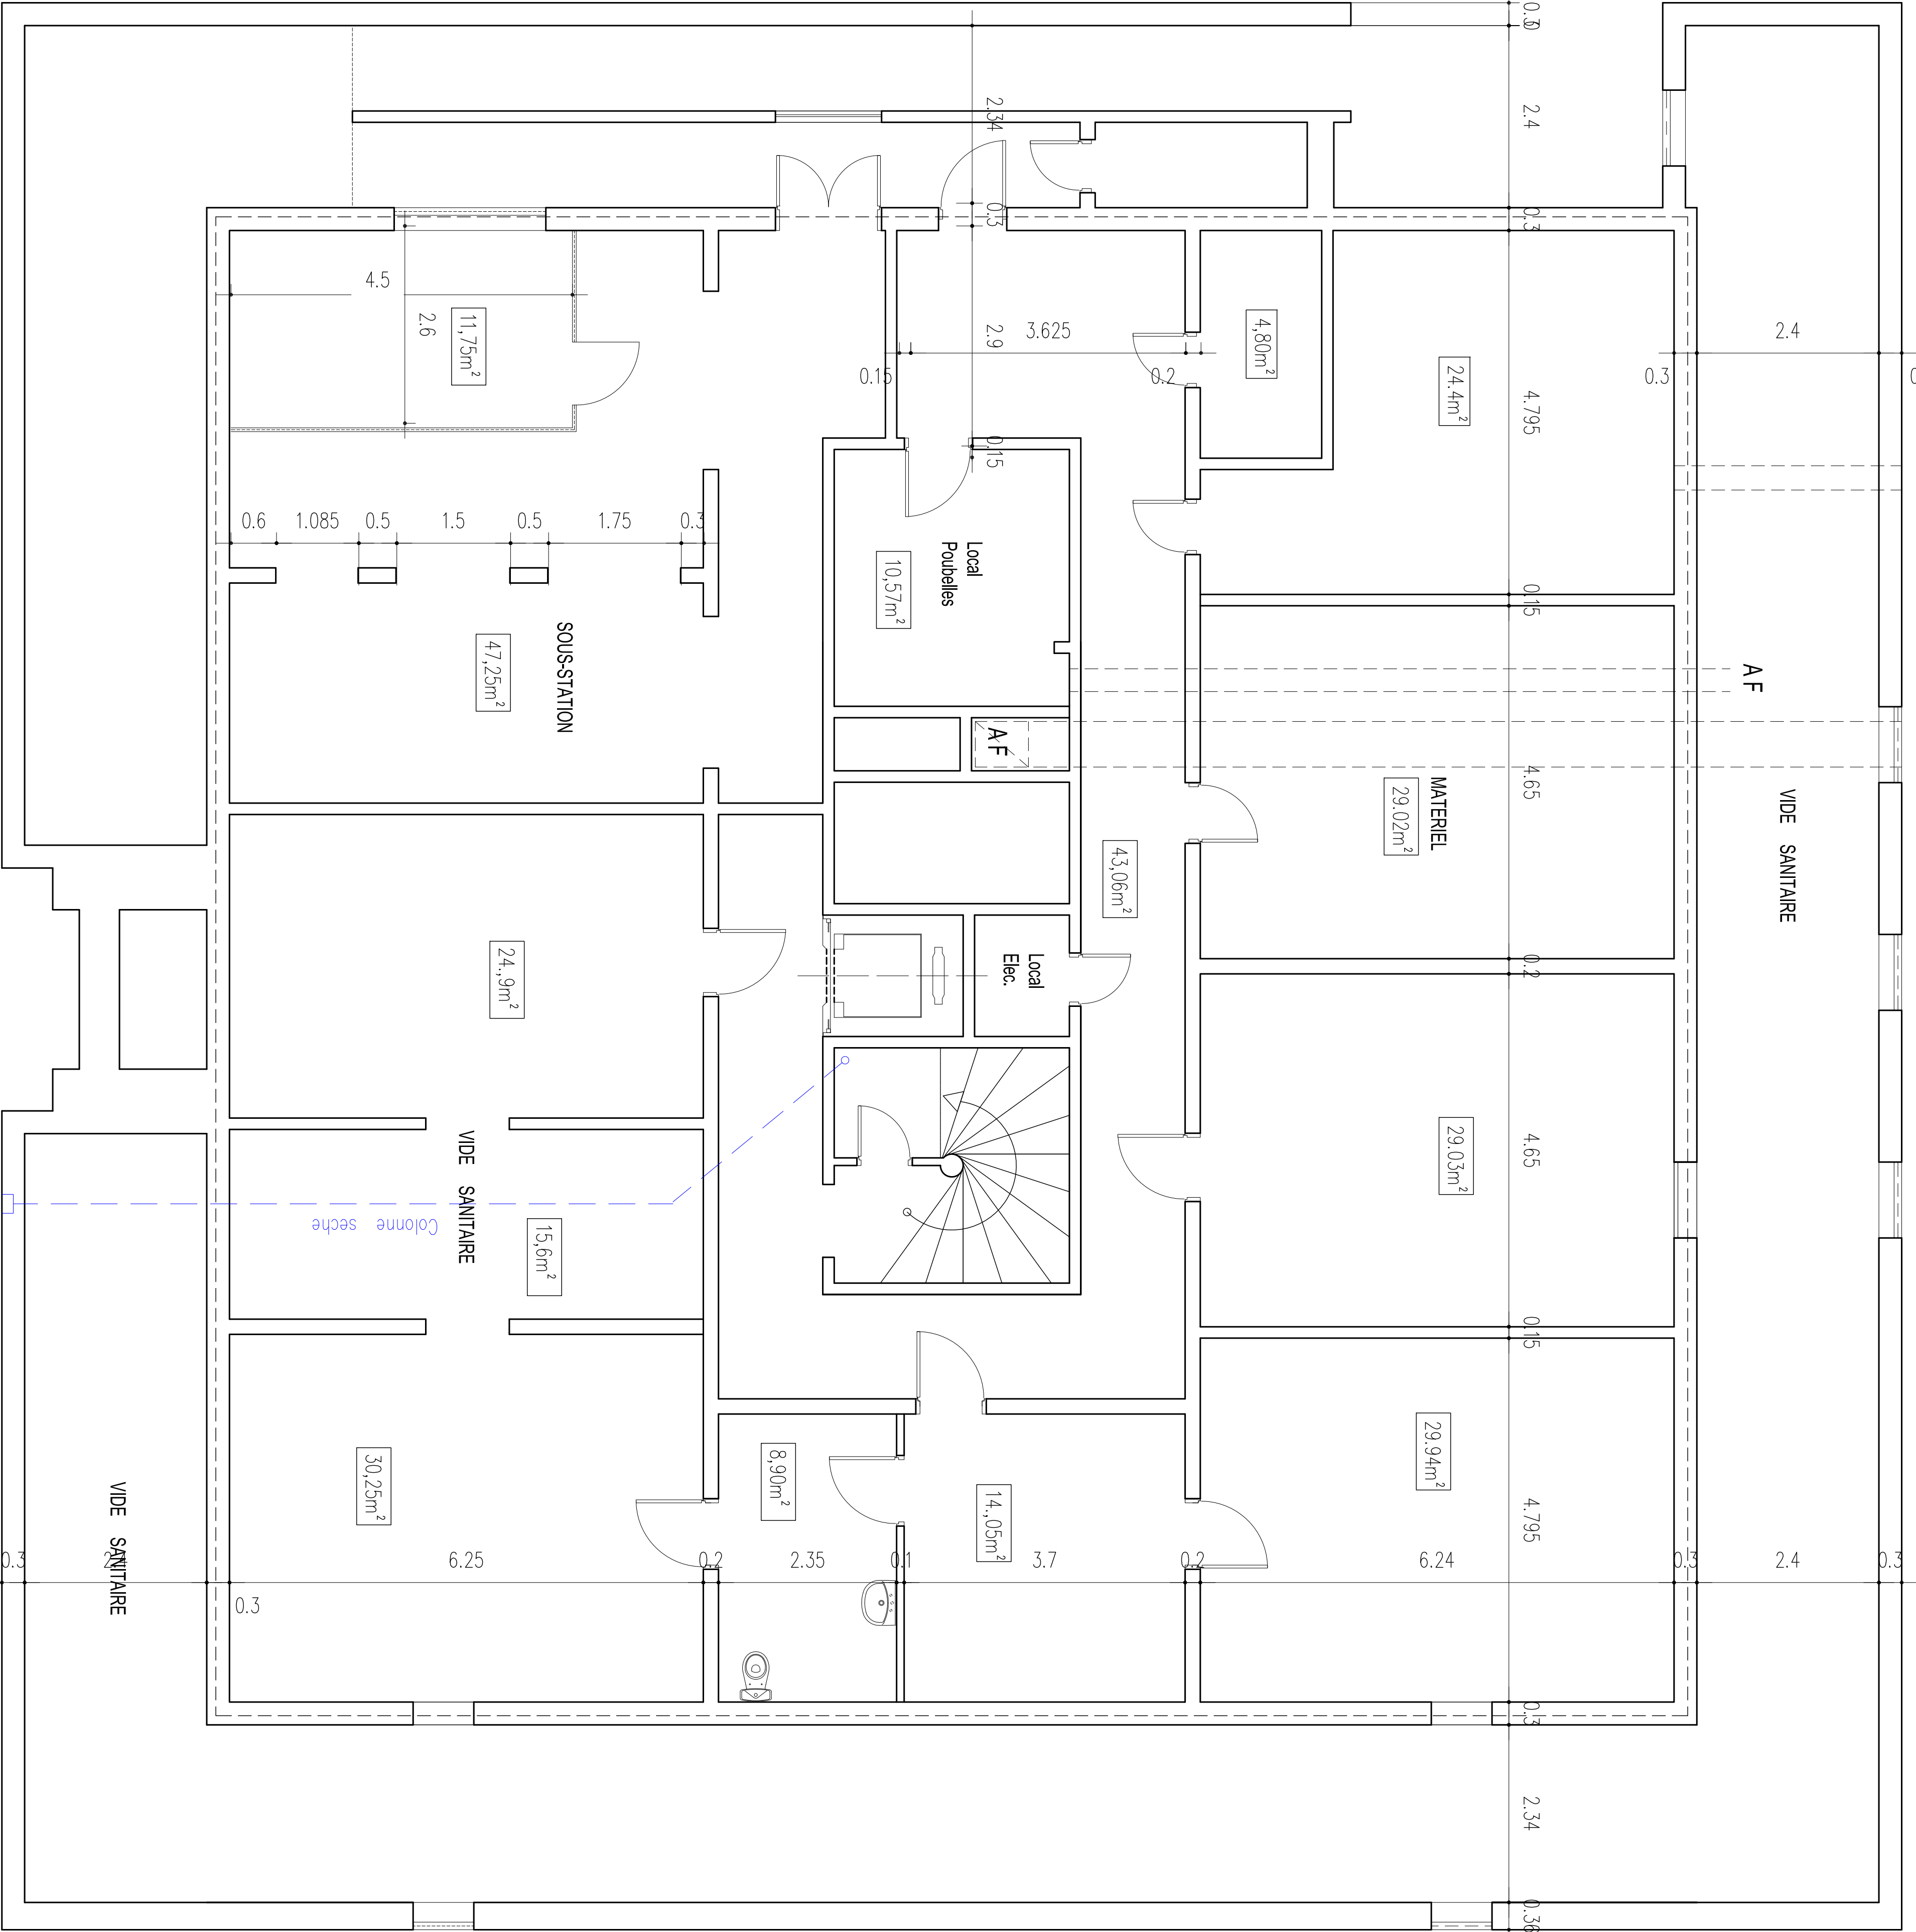 0.3
2.4
0.3
4.795
0.15
4.65
0.2
4.65
0.15
4.795
0.3
2.34
0.36
2.34
0.3
2.9
0.15
4.5
2.6
11,75m²
3.625
0.15
0.2
4,80m²
24.4m²
0.3
2.4
0.6
1.085
0.5
1.5
0.5
1.75
0.3
SOUS-STATION
47,25m²
Local
Poubelles
10,57m²
A F
A F
MATERIEL
29.02m²
VIDE SANITAIRE
43,06m²
Local
Elec.
24.,9m²
29.03m²
VIDE SANITAIRE
Colonne seche
15,6m²
30,25m²
8,90m²
14.,05m²
29.94m²
VIDE SANITAIRE
0.3
0.3
6.25
0.2
2.35
0.1
3.7
0.2
6.24
0.3
2.4
0.3